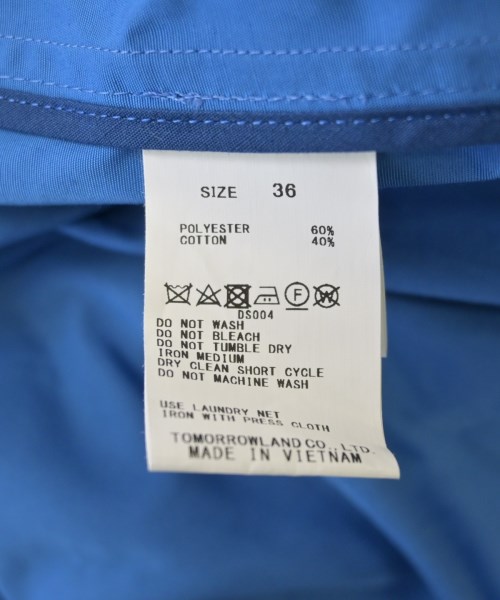 SIZE 36
POLYESTER 60%
COTTON 40%
F W
DS004
DO NOT WASH
DO NOT BLEACH
DO NOT TUMBLE DRY
IRON MEDIUM
DRY CLEAN SHORT CYCLE
DO NOT MACHINE WASH
USE LAUNDRY NET
IRON WITH PRESS CLOTH
TOMORROWLAND CO., LTD.
MADE IN VIETNAM